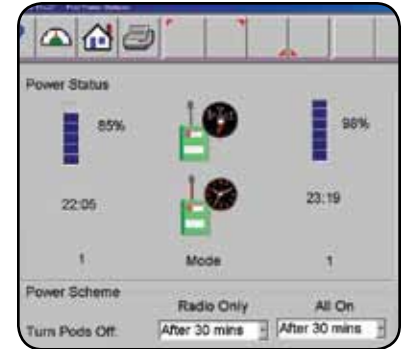 Power Status
85%
98%
22:05
23:19
1 Mode 1
Power Scheme
Radio Only All On
Turn Pods Off: After 30 mins After 30 mins